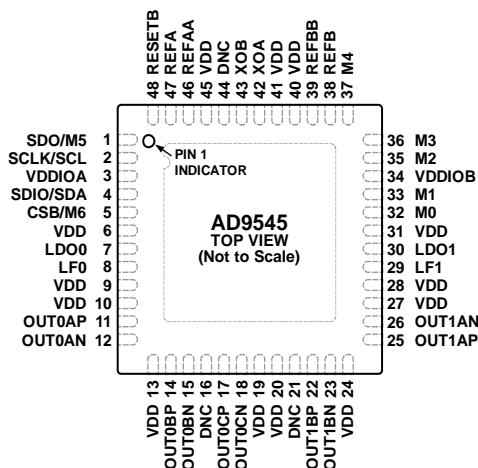 48 RESETB
47 REFA
46 REFAA
45 VDD
44 DNC
43 XOB
42 XOA
41 VDD
40 VDD
39 REFBB
38 REFB
37 M4
SDO/M5 1
SCLK/SCL 2
VDDIOA 3
SDIO/SDA 4
CSB/M6 5
VDD 6
LDO0 7
LF0 8
VDD 9
VDD 10
OUT0AP 11
OUT0AN 12
PIN 1
INDICATOR
AD9545
TOP VIEW
(Not to Scale)
36 M3
35 M2
34 VDDIOB
33 M1
32 M0
31 VDD
30 LDO1
29 LF1
28 VDD
27 VDD
26 OUT1AN
25 OUT1AP
VDD 13
OUT0BP 14
OUT0BN 15
DNC 16
OUT0CP 17
OUT0CN 18
VDD 19
VDD 20
DNC 21
OUT1BP 22
OUT1BN 23
VDD 24